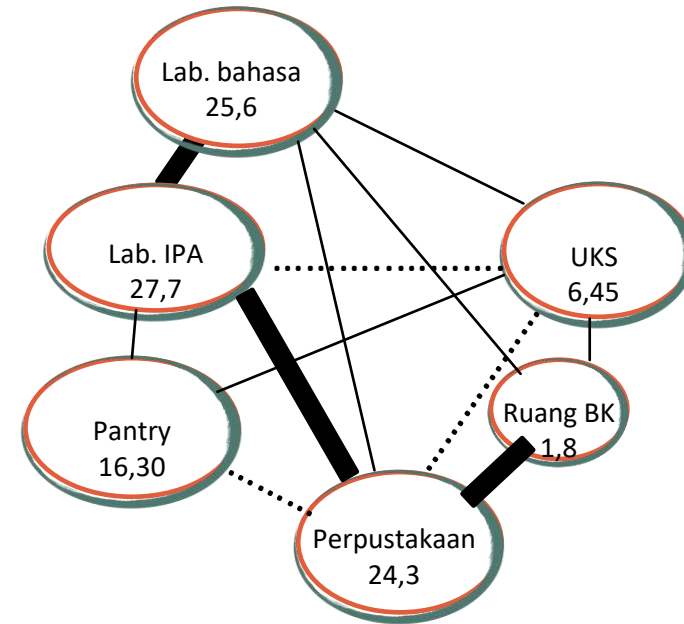 Lab. bahasa
25,6
Lab. IPA
27,7
UKS
6,45
Pantry
16,30
Ruang BK
1,8
Perpustakaan
24,3